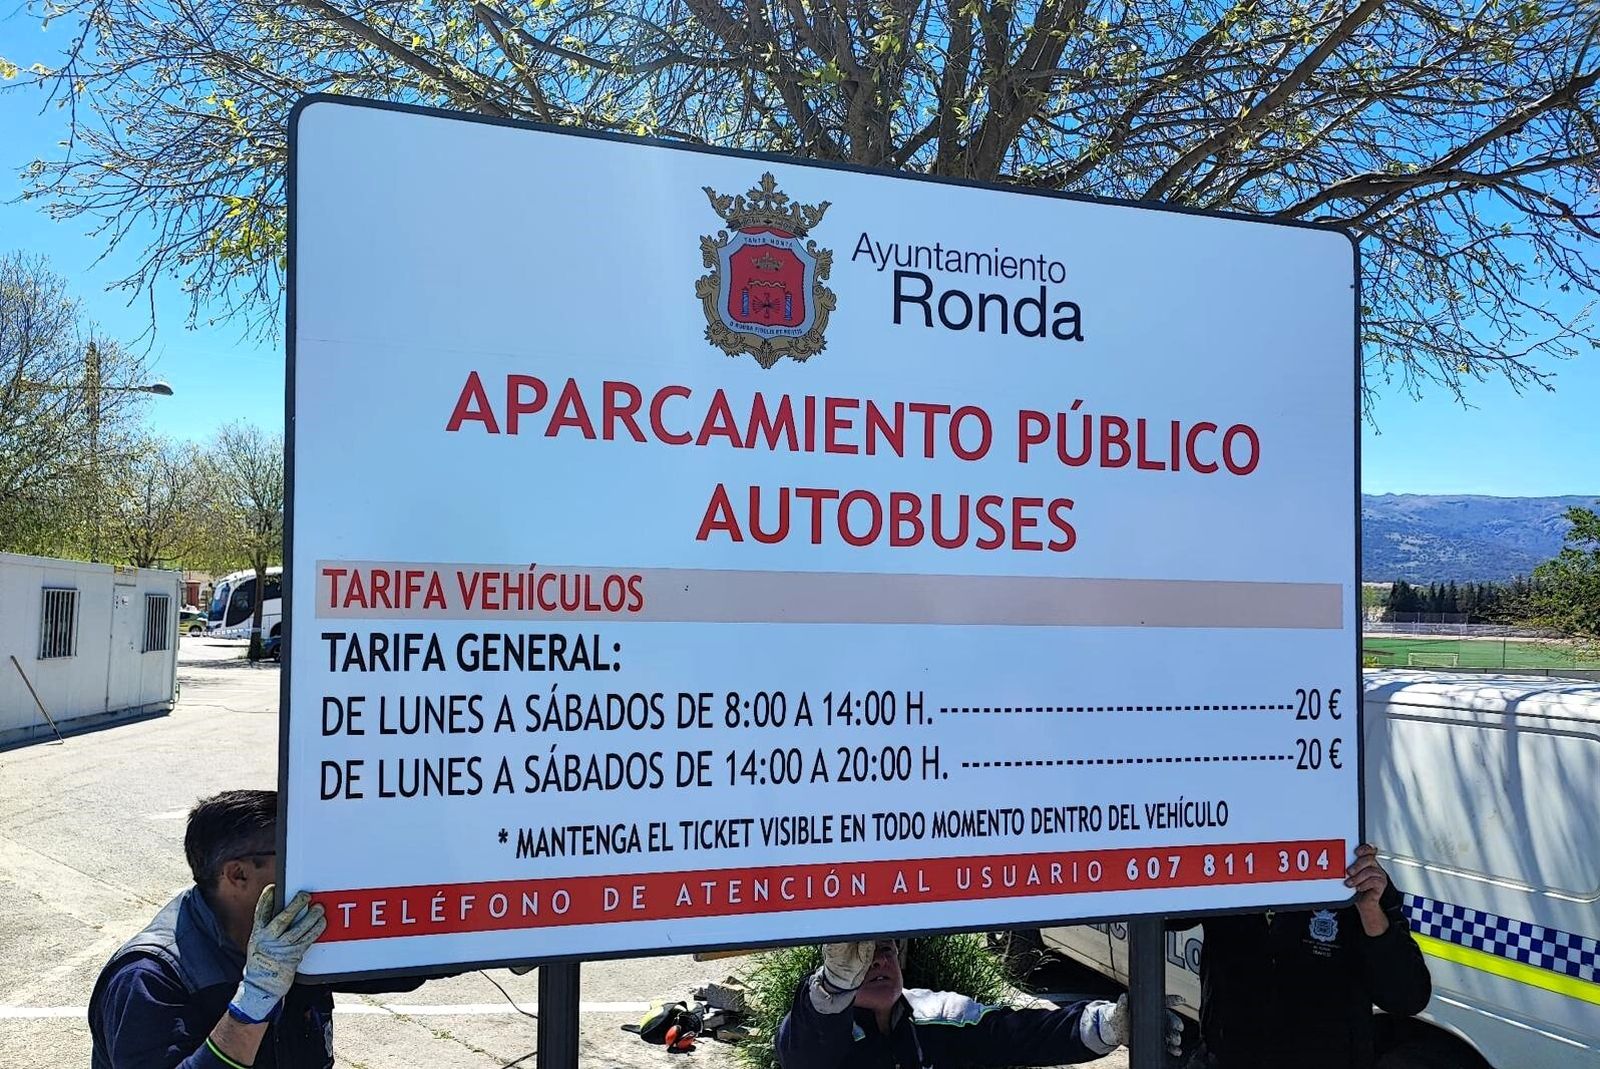 TANTO MONTA
Ayuntamiento
Ronda
APARCAMIENTO PÚBLICO
AUTOBUSES
TARIFA VEHÍCULOS
TARIFA GENERAL:
DE LUNES A SÁBADOS DE 8:00 A 14:00 H.--------------------------------20 €
DE LUNES A SÁBADOS DE 14:00 A 20:00 H. ------------------------------20 €
* MANTENGA EL TICKET VISIBLE EN TODO MOMENTO DENTRO DEL VEHÍCULO
TELÉFONO DE ATENCIÓN AL USUARIO 607 811 304